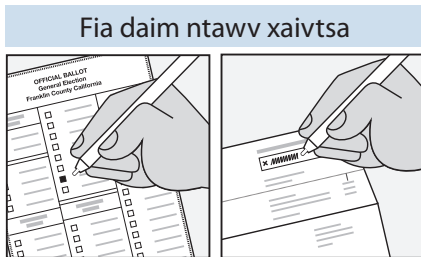 Fia daim ntawv xaivtsa
OFFICIAL BALLOT
General Election
Franklin County California
x